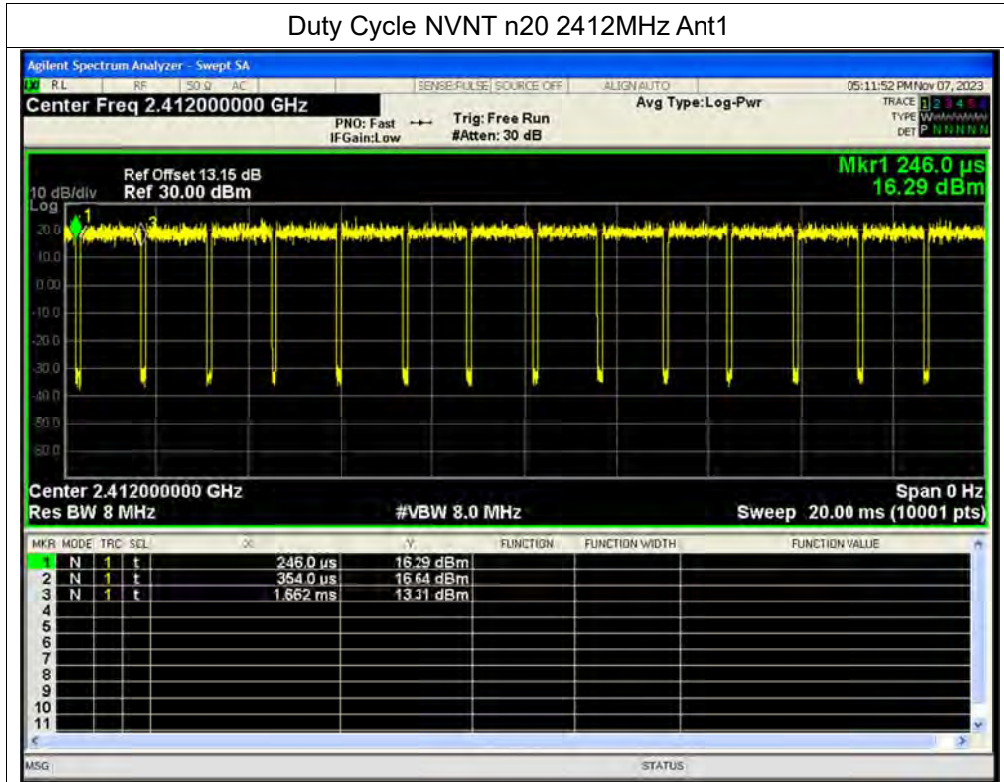 Duty Cycle NVNT n20 2412MHz Ant1
Agilent Spectrum Analyzer - Swept SA
RL RF 50 Ω AC SENSE:PULSE SOURCE OFF ALIGN AUTO 05:11:52 PM Nov 07, 2023
Center Freq 2.412000000 GHz Avg Type:Log-Pwr TRACE 1 2 3 4 5 6
PNO: Fast Trig: Free Run TYPE W
IFGain:Low #Atten: 30 dB DET P N N N N N
Mkr1 246.0 µs
Ref Offset 13.15 dB
10 dB/div Ref 30.00 dBm 16.29 dBm
Log
1
3
20.0
10.0
0.00
-10.0
-20.0
-30.0
-40.0
-50.0
-60.0
Center 2.412000000 GHz Span 0 Hz
Res BW 8 MHz #VBW 8.0 MHz Sweep 20.00 ms (10001 pts)
MKR MODE TRC SCL X Y FUNCTION FUNCTION WIDTH FUNCTION VALUE
1 N 1 t 246.0 µs 16.29 dBm
2 N 1 t 354.0 µs 16.64 dBm
3 N 1 t 1.662 ms 13.31 dBm
4
5
6
7
8
9
10
11
MSG STATUS